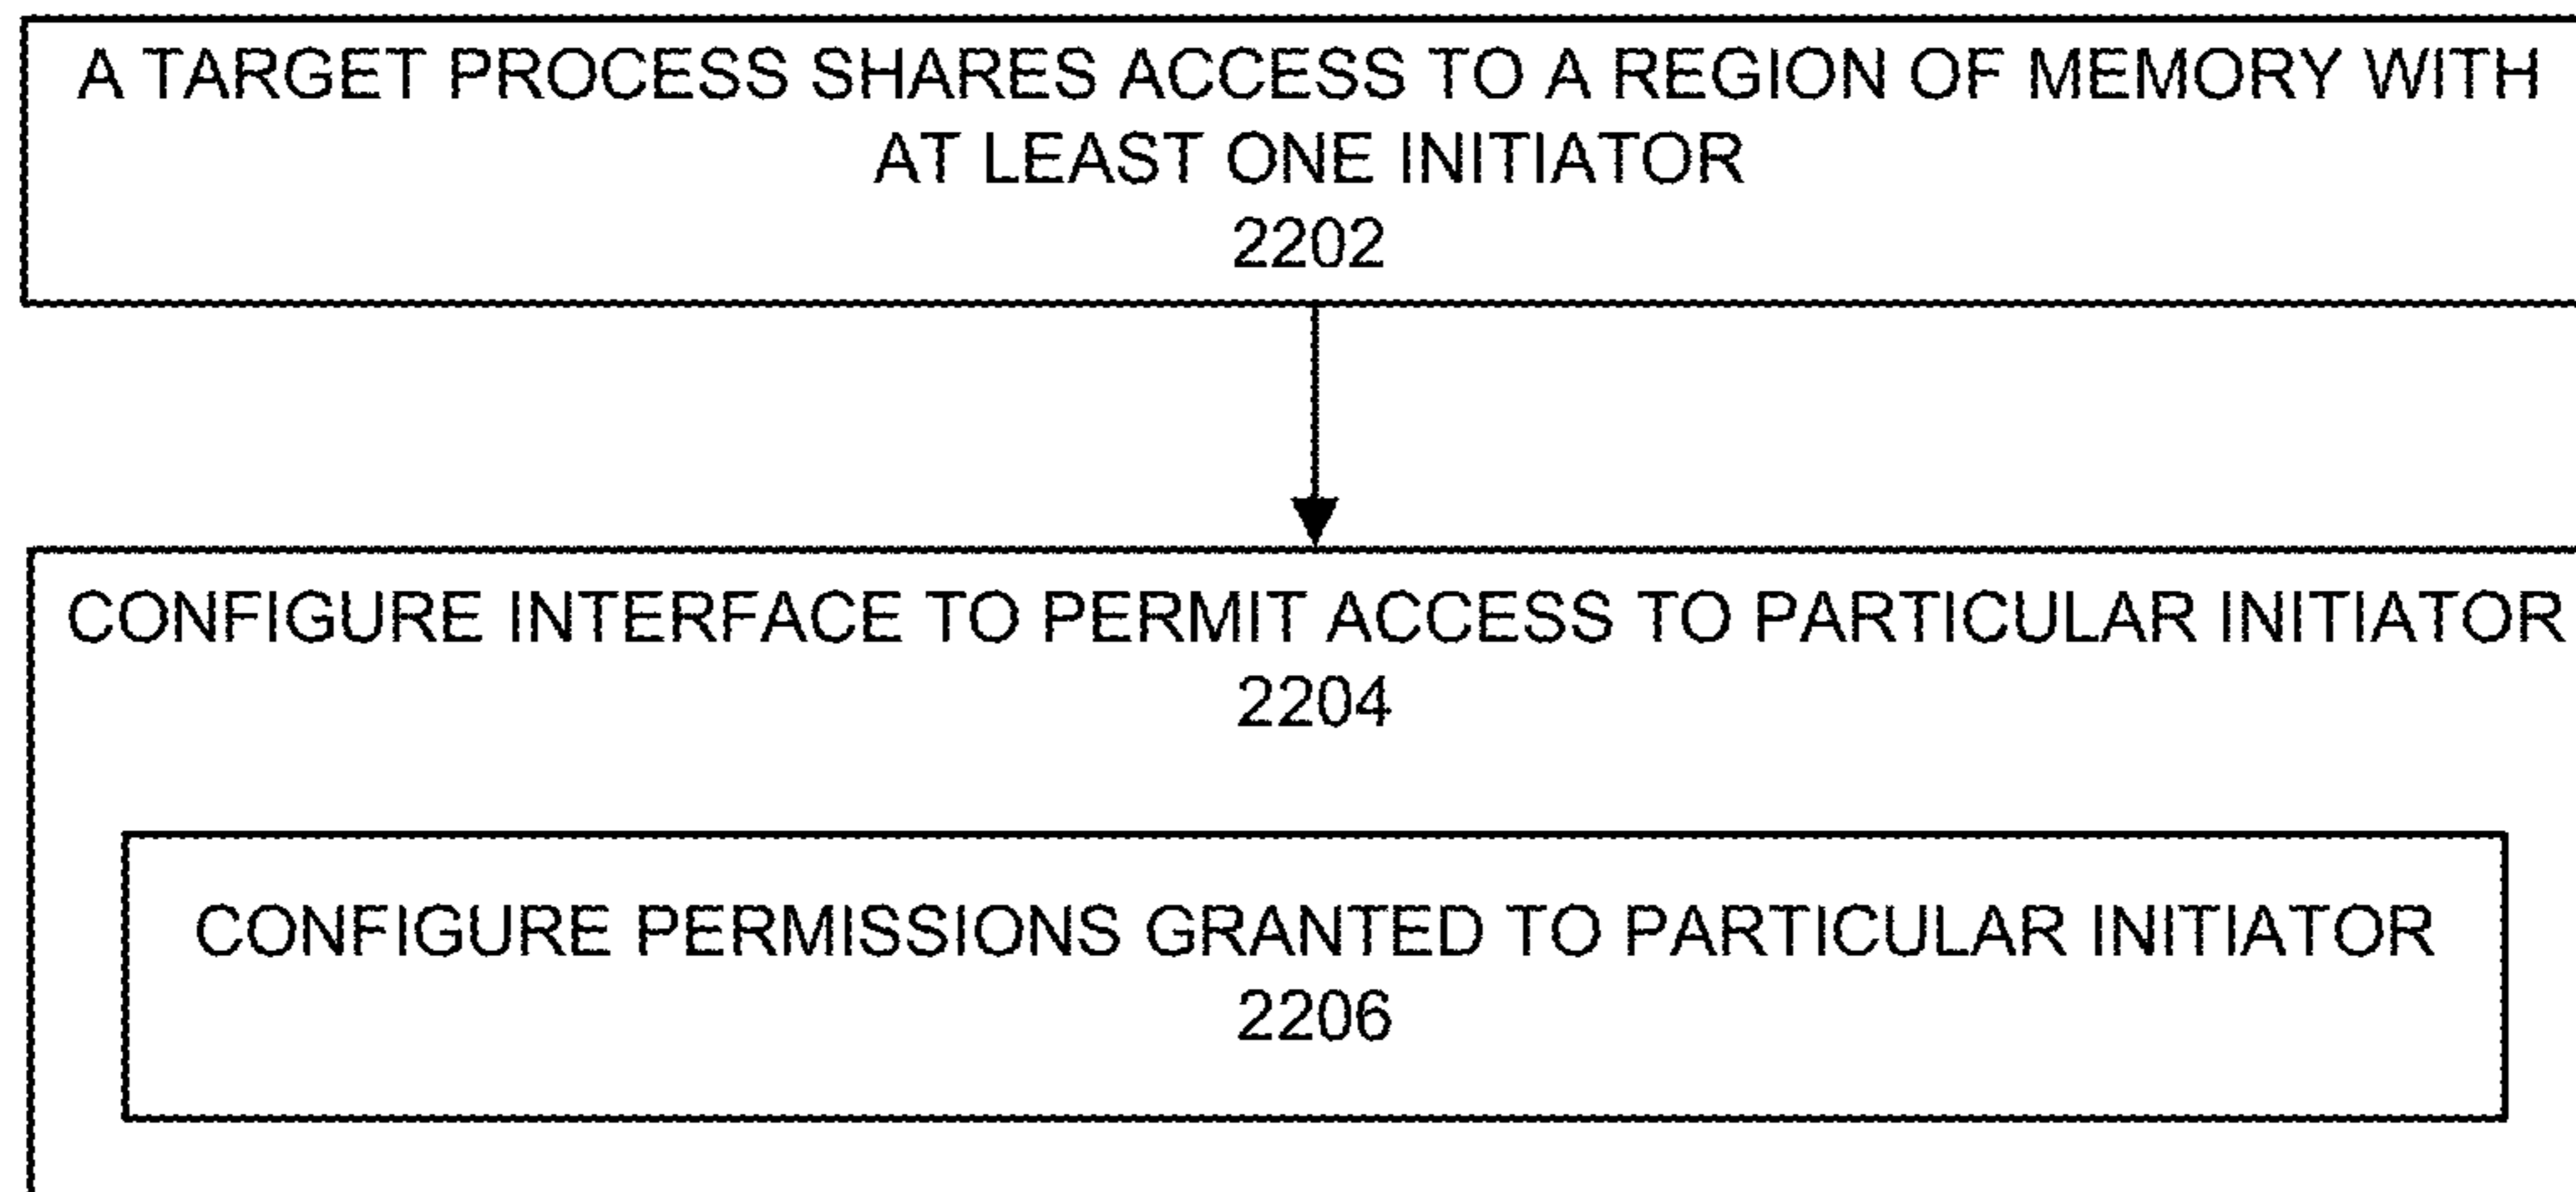 A TARGET PROCESS SHARES ACCESS TO A REGION OF MEMORY WITH
AT LEAST ONE INITIATOR
2202
CONFIGURE INTERFACE TO PERMIT ACCESS TO PARTICULAR INITIATOR
2204
CONFIGURE PERMISSIONS GRANTED TO PARTICULAR INITIATOR
2206